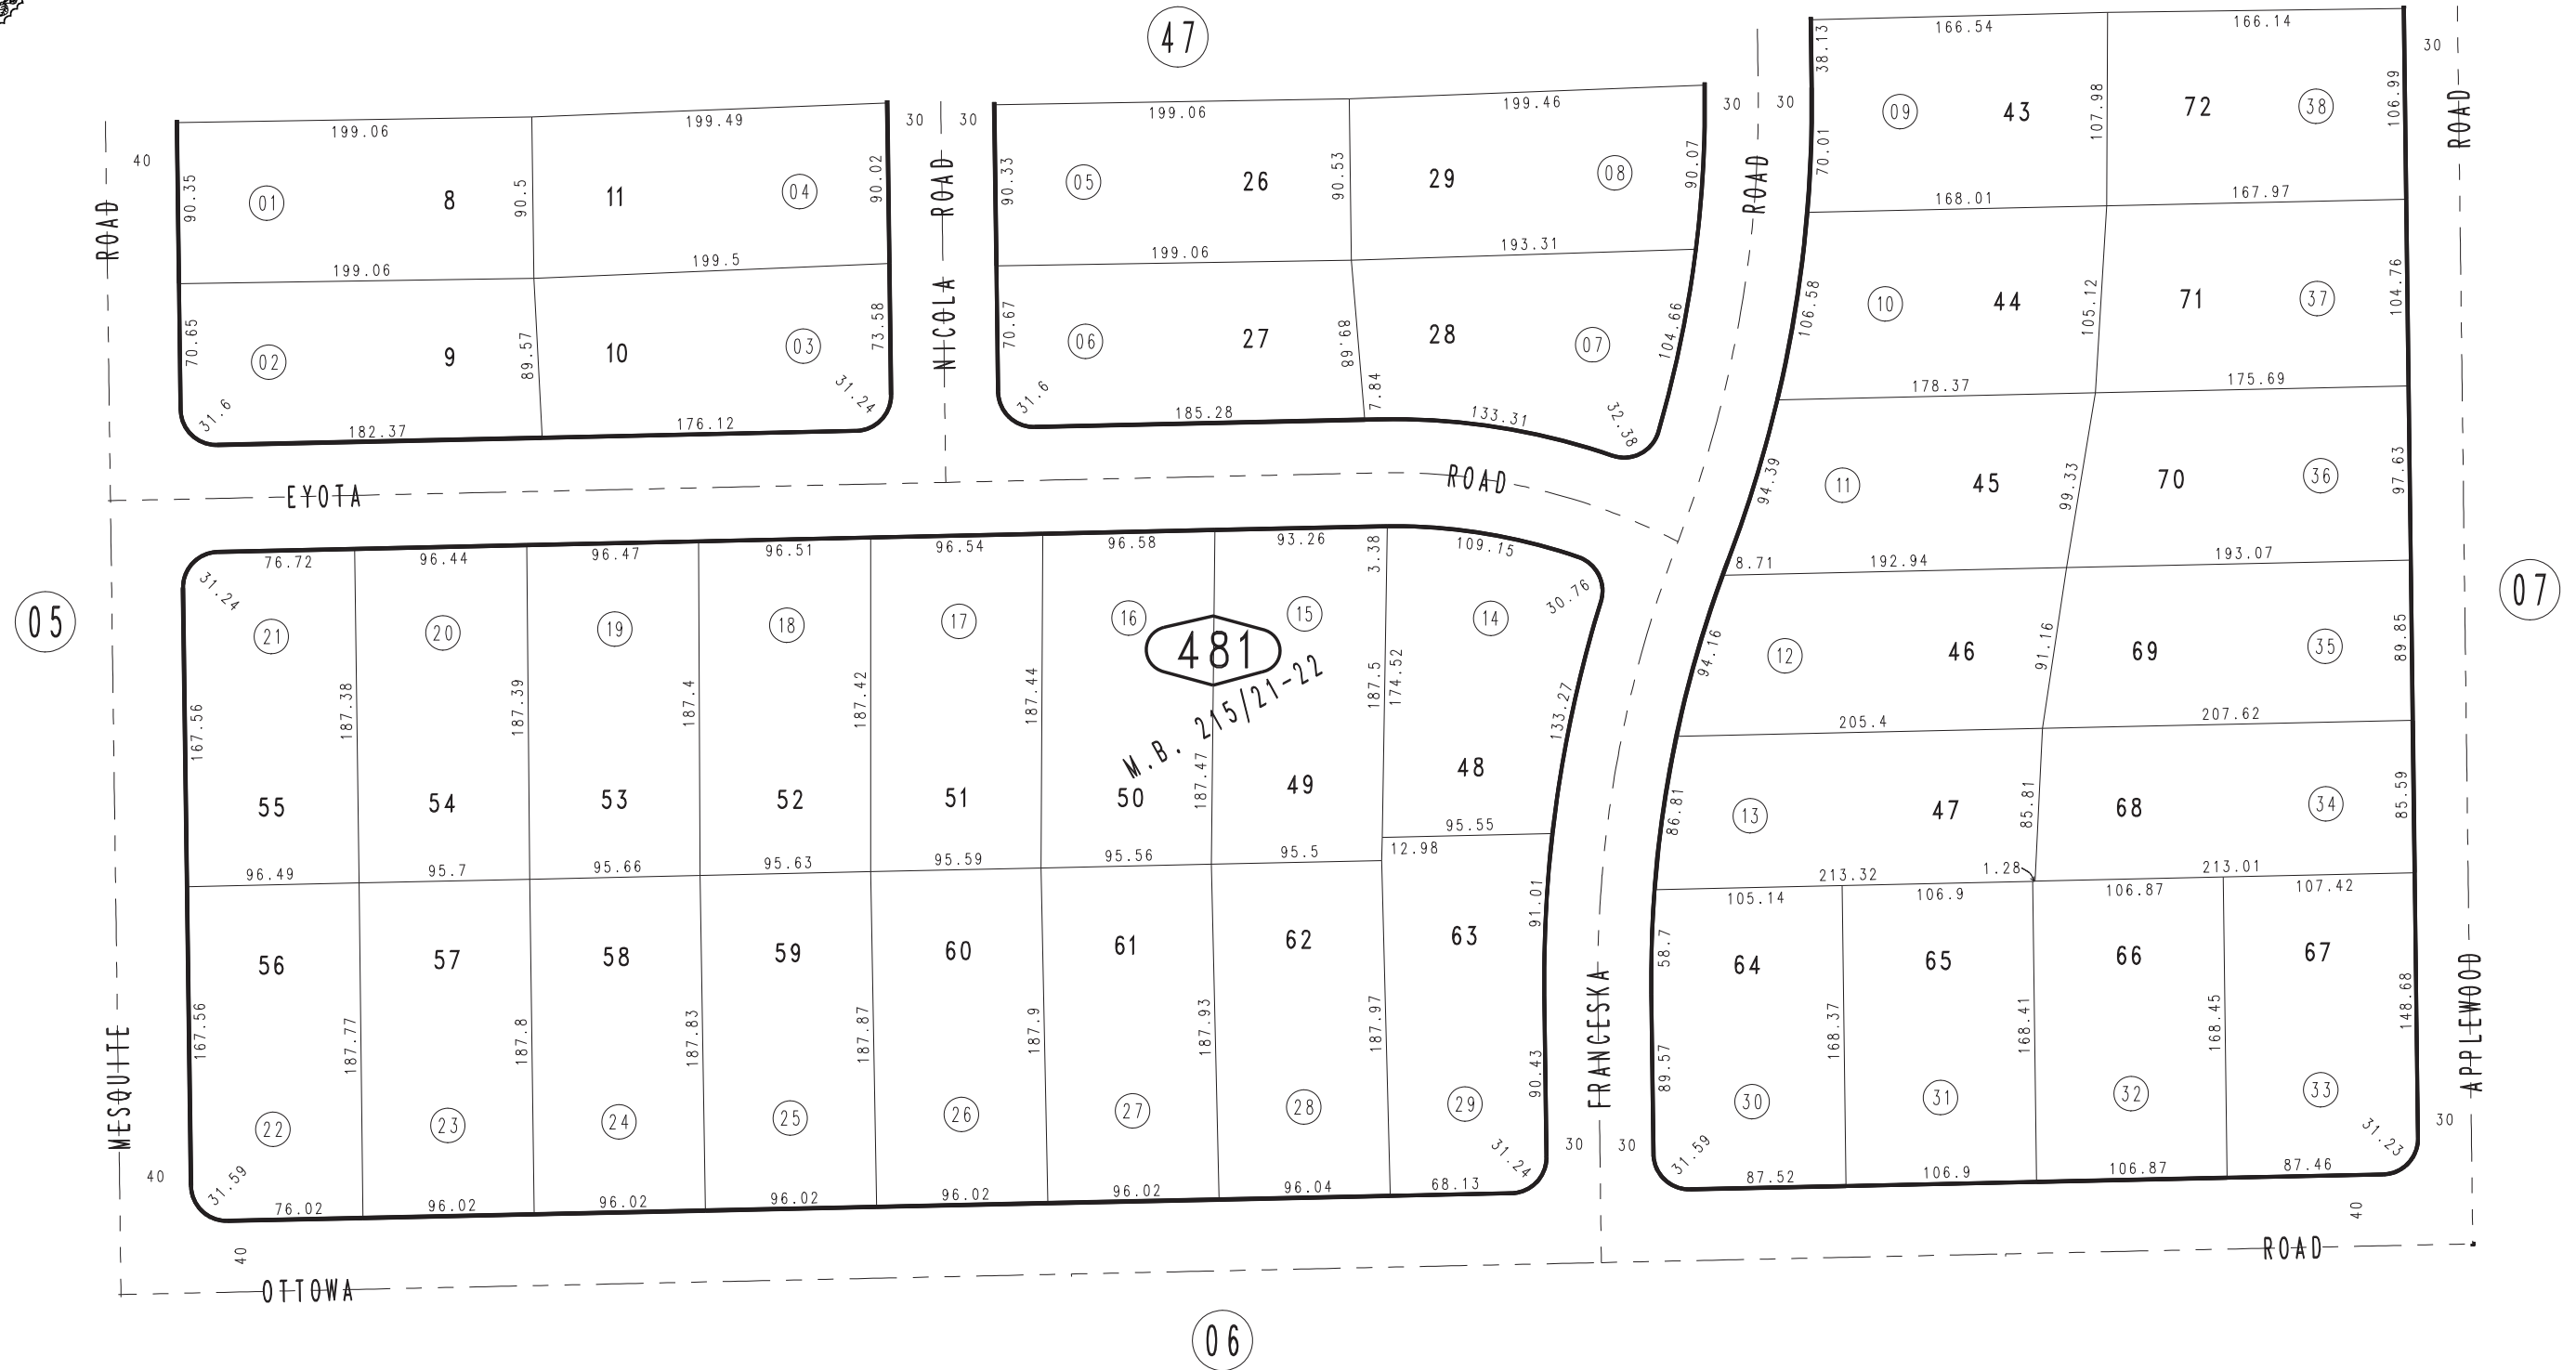 47
166.54 166.14
30
38.13 107.98 106.99
09 43 72 38
70.01
168.01 167.97
ROAD
199.06 199.49
40
90.35 01 8 90.5 11 04 90.02
199.06 199.5
ROAD
70.65 02 9 89.57 10 03 73.58
31.6 182.37 176.12 31.24
30 30
NICOLA ROAD
199.06 199.46
90.33 05 26 90.53 29 08 90.07
199.06 193.31
70.67 06 27 89.68 28 07 104.66
31.6 185.28 7.84 133.31 32.38
30 30
ROAD
106.58 10 44 105.12 71 37 104.76
178.37 175.69
94.39 11 45 99.33 70 36 97.63
8.71 192.94 193.07
EYOTA ROAD
05
07
76.72 96.44 96.47 96.51 96.54 96.58 93.26 3.38 109.15
31.24 30.76
21 20 19 18 17 16 15 14
481
M.B. 215/21-22
167.56 187.38 187.39 187.4 187.42 187.44 187.47 187.5 174.52 133.27
55 54 53 52 51 50 49 48
96.49 95.7 95.66 95.63 95.59 95.56 95.5 95.55
12.98
94.16 12 46 91.16 69 35 89.85
205.4 207.62
86.81 13 47 85.81 68 34 85.59
213.32 1.28 213.01
105.14 106.9 106.87 107.42
91.01
56 57 58 59 60 61 62 63
167.56 187.77 187.8 187.83 187.87 187.9 187.93 187.97 90.43
22 23 24 25 26 27 28 29
31.59 31.24
76.02 96.02 96.02 96.02 96.02 96.02 96.04 68.13
58.7 64 65 66 67
89.57 168.37 168.41 168.45 148.68
30 31 32 33
31.59 31.23
87.52 106.9 106.87 87.46
MESQUITE
FRANCESKA
APPLEWOOD
40
30 30
30
40
40
OTTOWA ROAD
06